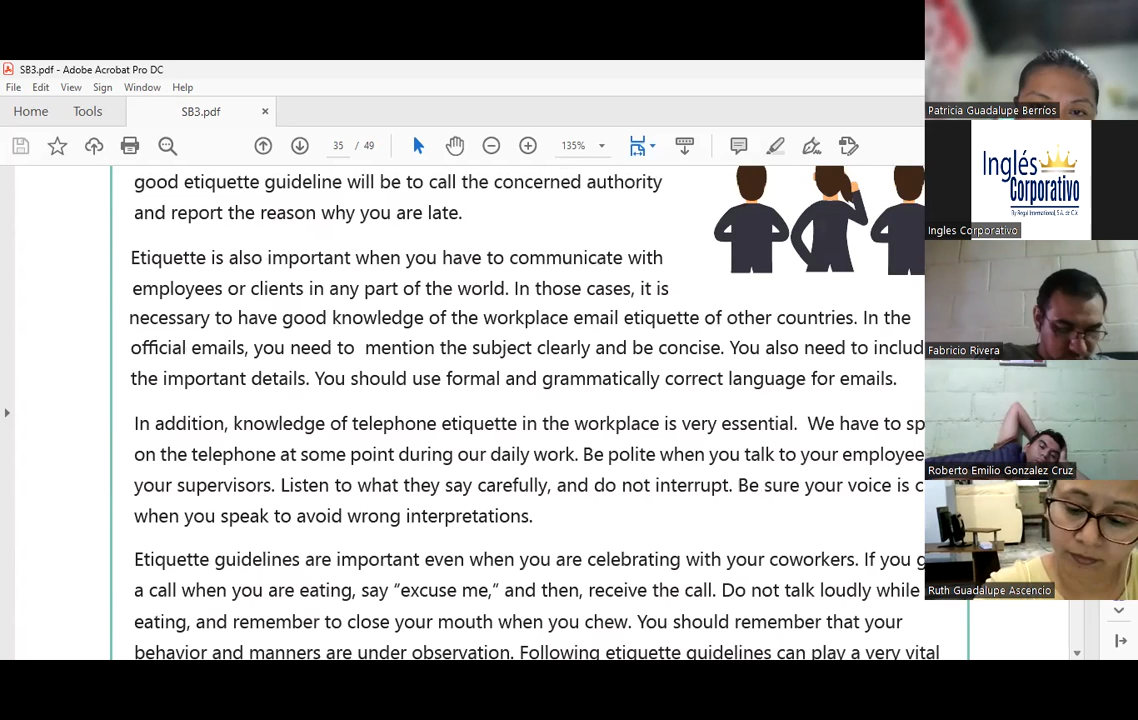 SB3.pdf - Adobe Acrobat Pro DC
File Edit View Sign Window Help
Home Tools SB3.pdf ×
35 / 49 135%
good etiquette guideline will be to call the concerned authority
and report the reason why you are late.
Etiquette is also important when you have to communicate with
employees or clients in any part of the world. In those cases, it is
necessary to have good knowledge of the workplace email etiquette of other countries. In the
official emails, you need to mention the subject clearly and be concise. You also need to includ
the important details. You should use formal and grammatically correct language for emails.
In addition, knowledge of telephone etiquette in the workplace is very essential. We have to sp
on the telephone at some point during our daily work. Be polite when you talk to your employee
your supervisors. Listen to what they say carefully, and do not interrupt. Be sure your voice is c
when you speak to avoid wrong interpretations.
Etiquette guidelines are important even when you are celebrating with your coworkers. If you g
a call when you are eating, say “excuse me,” and then, receive the call. Do not talk loudly while
eating, and remember to close your mouth when you chew. You should remember that your
behavior and manners are under observation. Following etiquette guidelines can play a very vital
Patricia Guadalupe Berríos
Inglés
Corporativo
By Regal International, S.A. de C.V.
Ingles Corporativo
Fabricio Rivera
Roberto Emilio Gonzalez Cruz
Ruth Guadalupe Ascencio